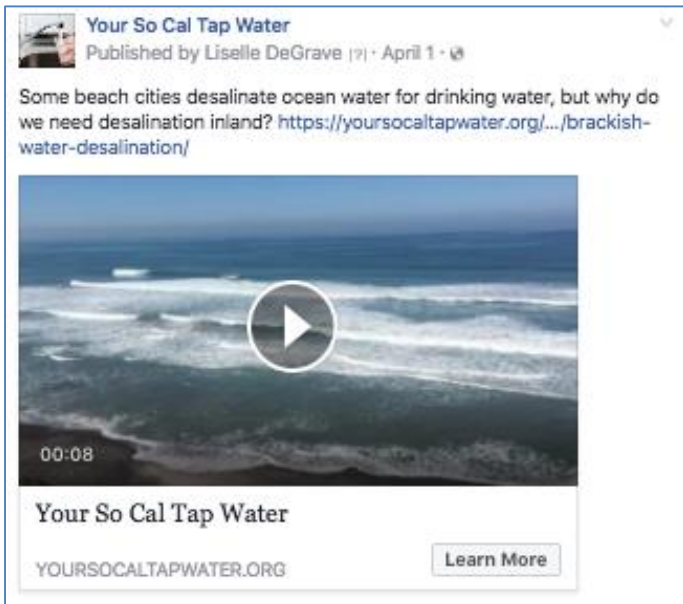 Your So Cal Tap Water
Published by Liselle DeGrave [?] · April 1 ·
Some beach cities desalinate ocean water for drinking water, but why do
we need desalination inland? https://yoursocaltapwater.org/.../brackish-
water-desalination/
00:08
Your So Cal Tap Water
YOURSOCALTAPWATER.ORG
Learn More